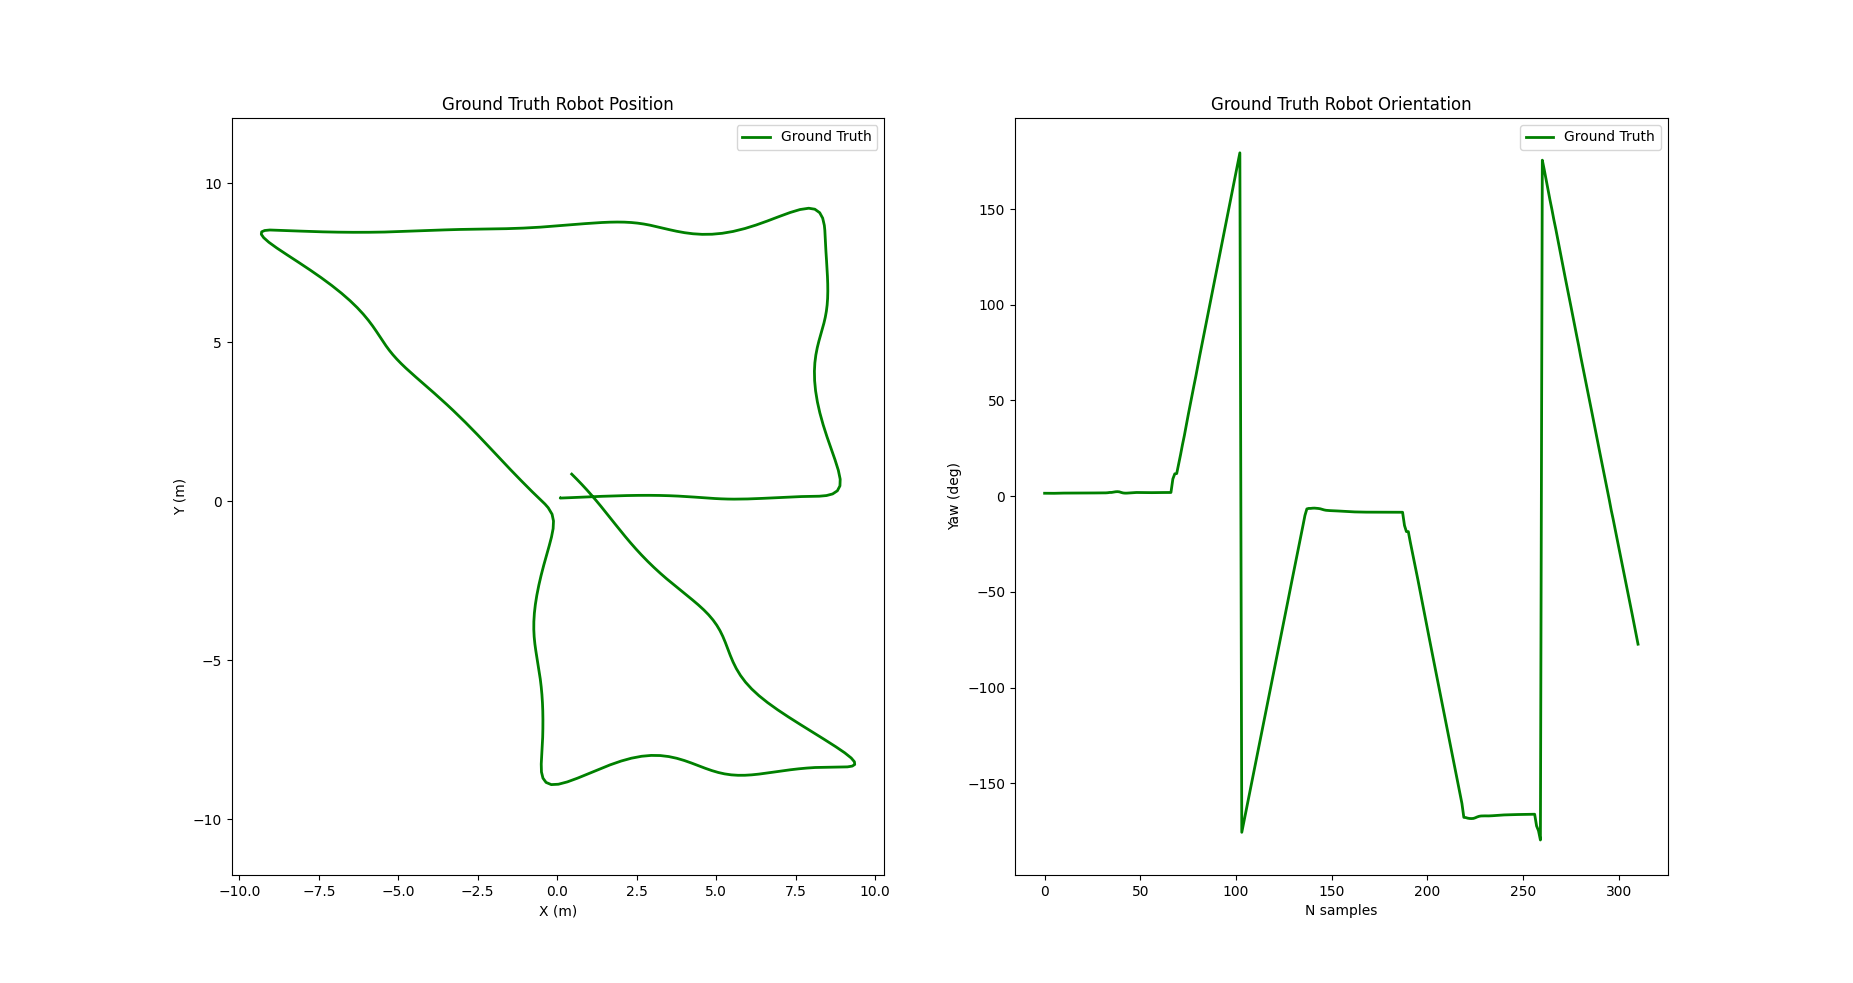 Ground Truth Robot Position
Ground Truth
10
5
0
−5
−10
Y (m)
−10.0 −7.5 −5.0 −2.5 0.0 2.5 5.0 7.5 10.0
X (m)
Ground Truth Robot Orientation
Ground Truth
150
100
50
0
−50
−100
−150
Yaw (deg)
0 50 100 150 200 250 300
N samples